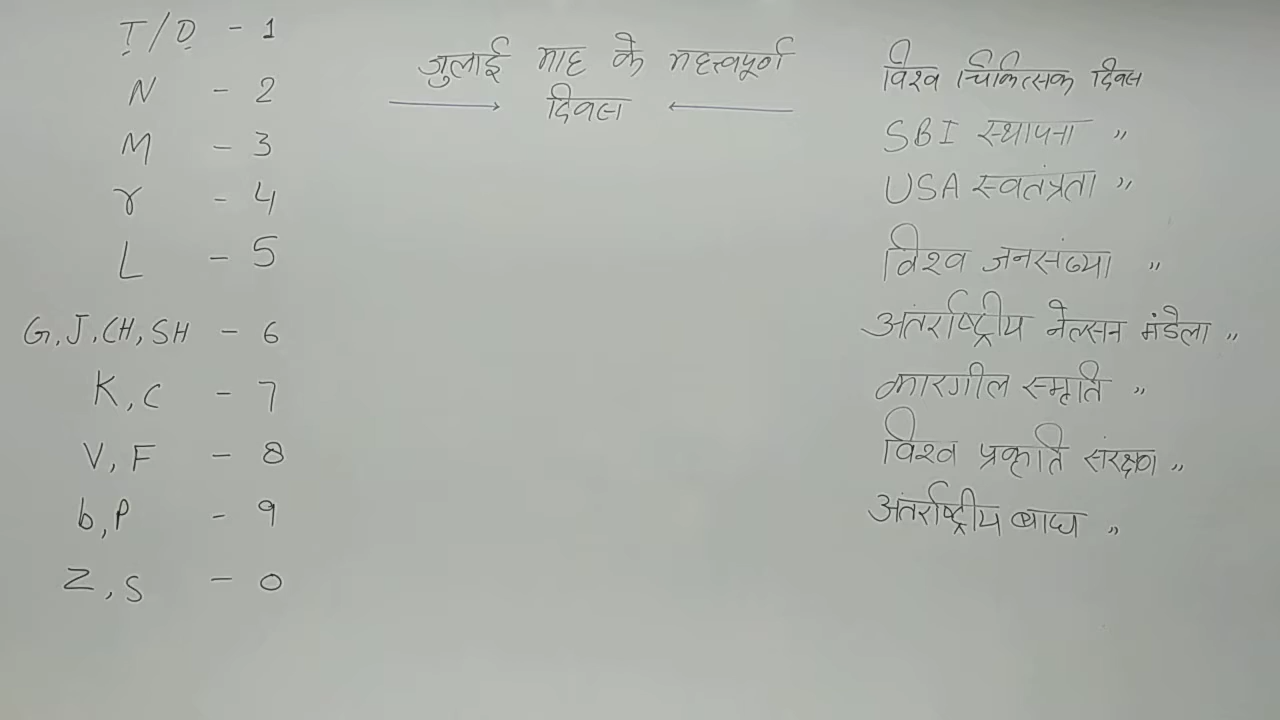 T/D - 1
N - 2
M - 3
r - 4
L - 5
G, J, CH, SH - 6
K, C - 7
V, F - 8
b, P - 9
Z, S - 0
जुलाई माह के महत्त्वपूर्ण
दिवस
विश्व चिकित्सक दिवस
SBI स्थापना "
USA स्वतंत्रता "
विश्व जनसंख्या "
अंतर्राष्ट्रीय नेल्सन मंडेला "
कारगील स्मृति "
विश्व प्रकृति संरक्षण "
अंतर्राष्ट्रीय बाघ "